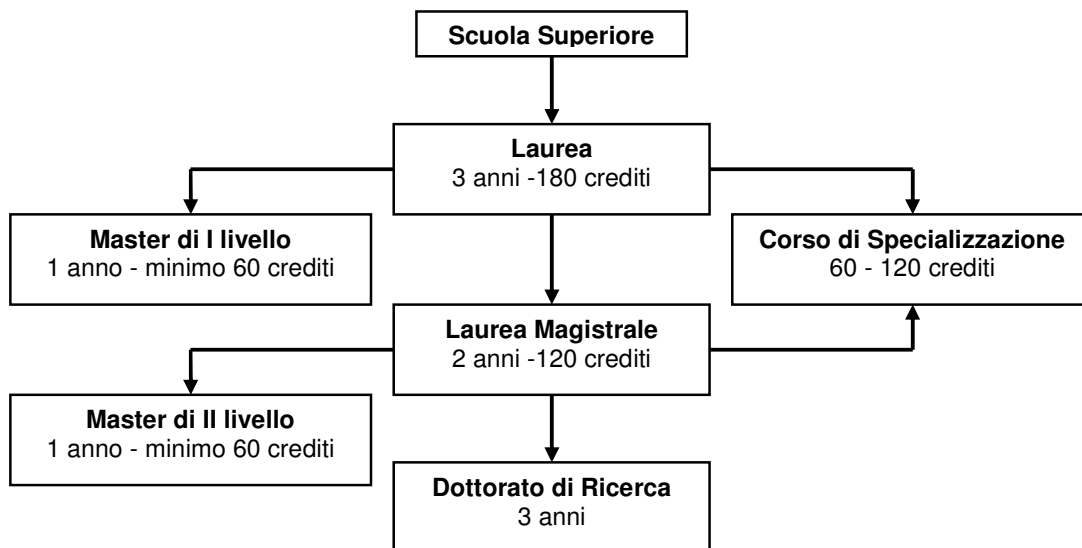 Scuola Superiore
Laurea
3 anni -180 crediti
Master di I livello
1 anno - minimo 60 crediti
Corso di Specializzazione
60 - 120 crediti
Laurea Magistrale
2 anni -120 crediti
Master di II livello
1 anno - minimo 60 crediti
Dottorato di Ricerca
3 anni